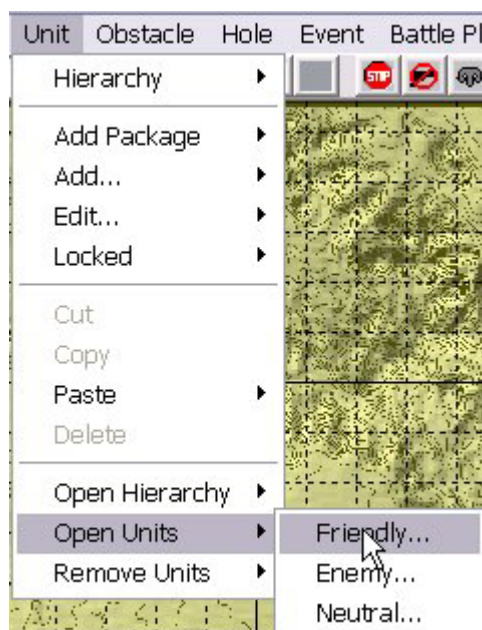 Unit Obstacle Hole Event Battle Pl
Hierarchy
STOP
Add Package
Add...
Edit...
Locked
Cut
Copy
Paste
Delete
Open Hierarchy
Open Units
Friendly...
Remove Units
Enemy...
Neutral...